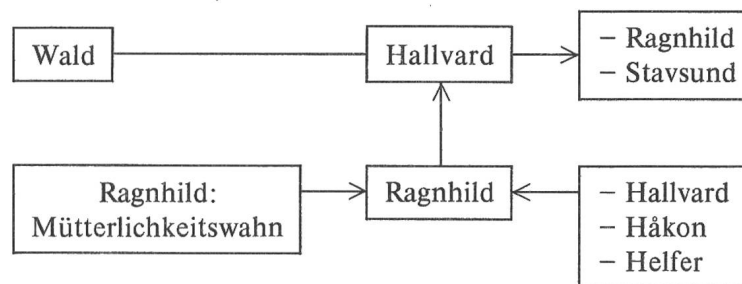 Wald
Hallvard
– Ragnhild
– Stavsund
Ragnhild:
Mütterlichkeitswahn
Ragnhild
– Hallvard
– Håkon
– Helfer